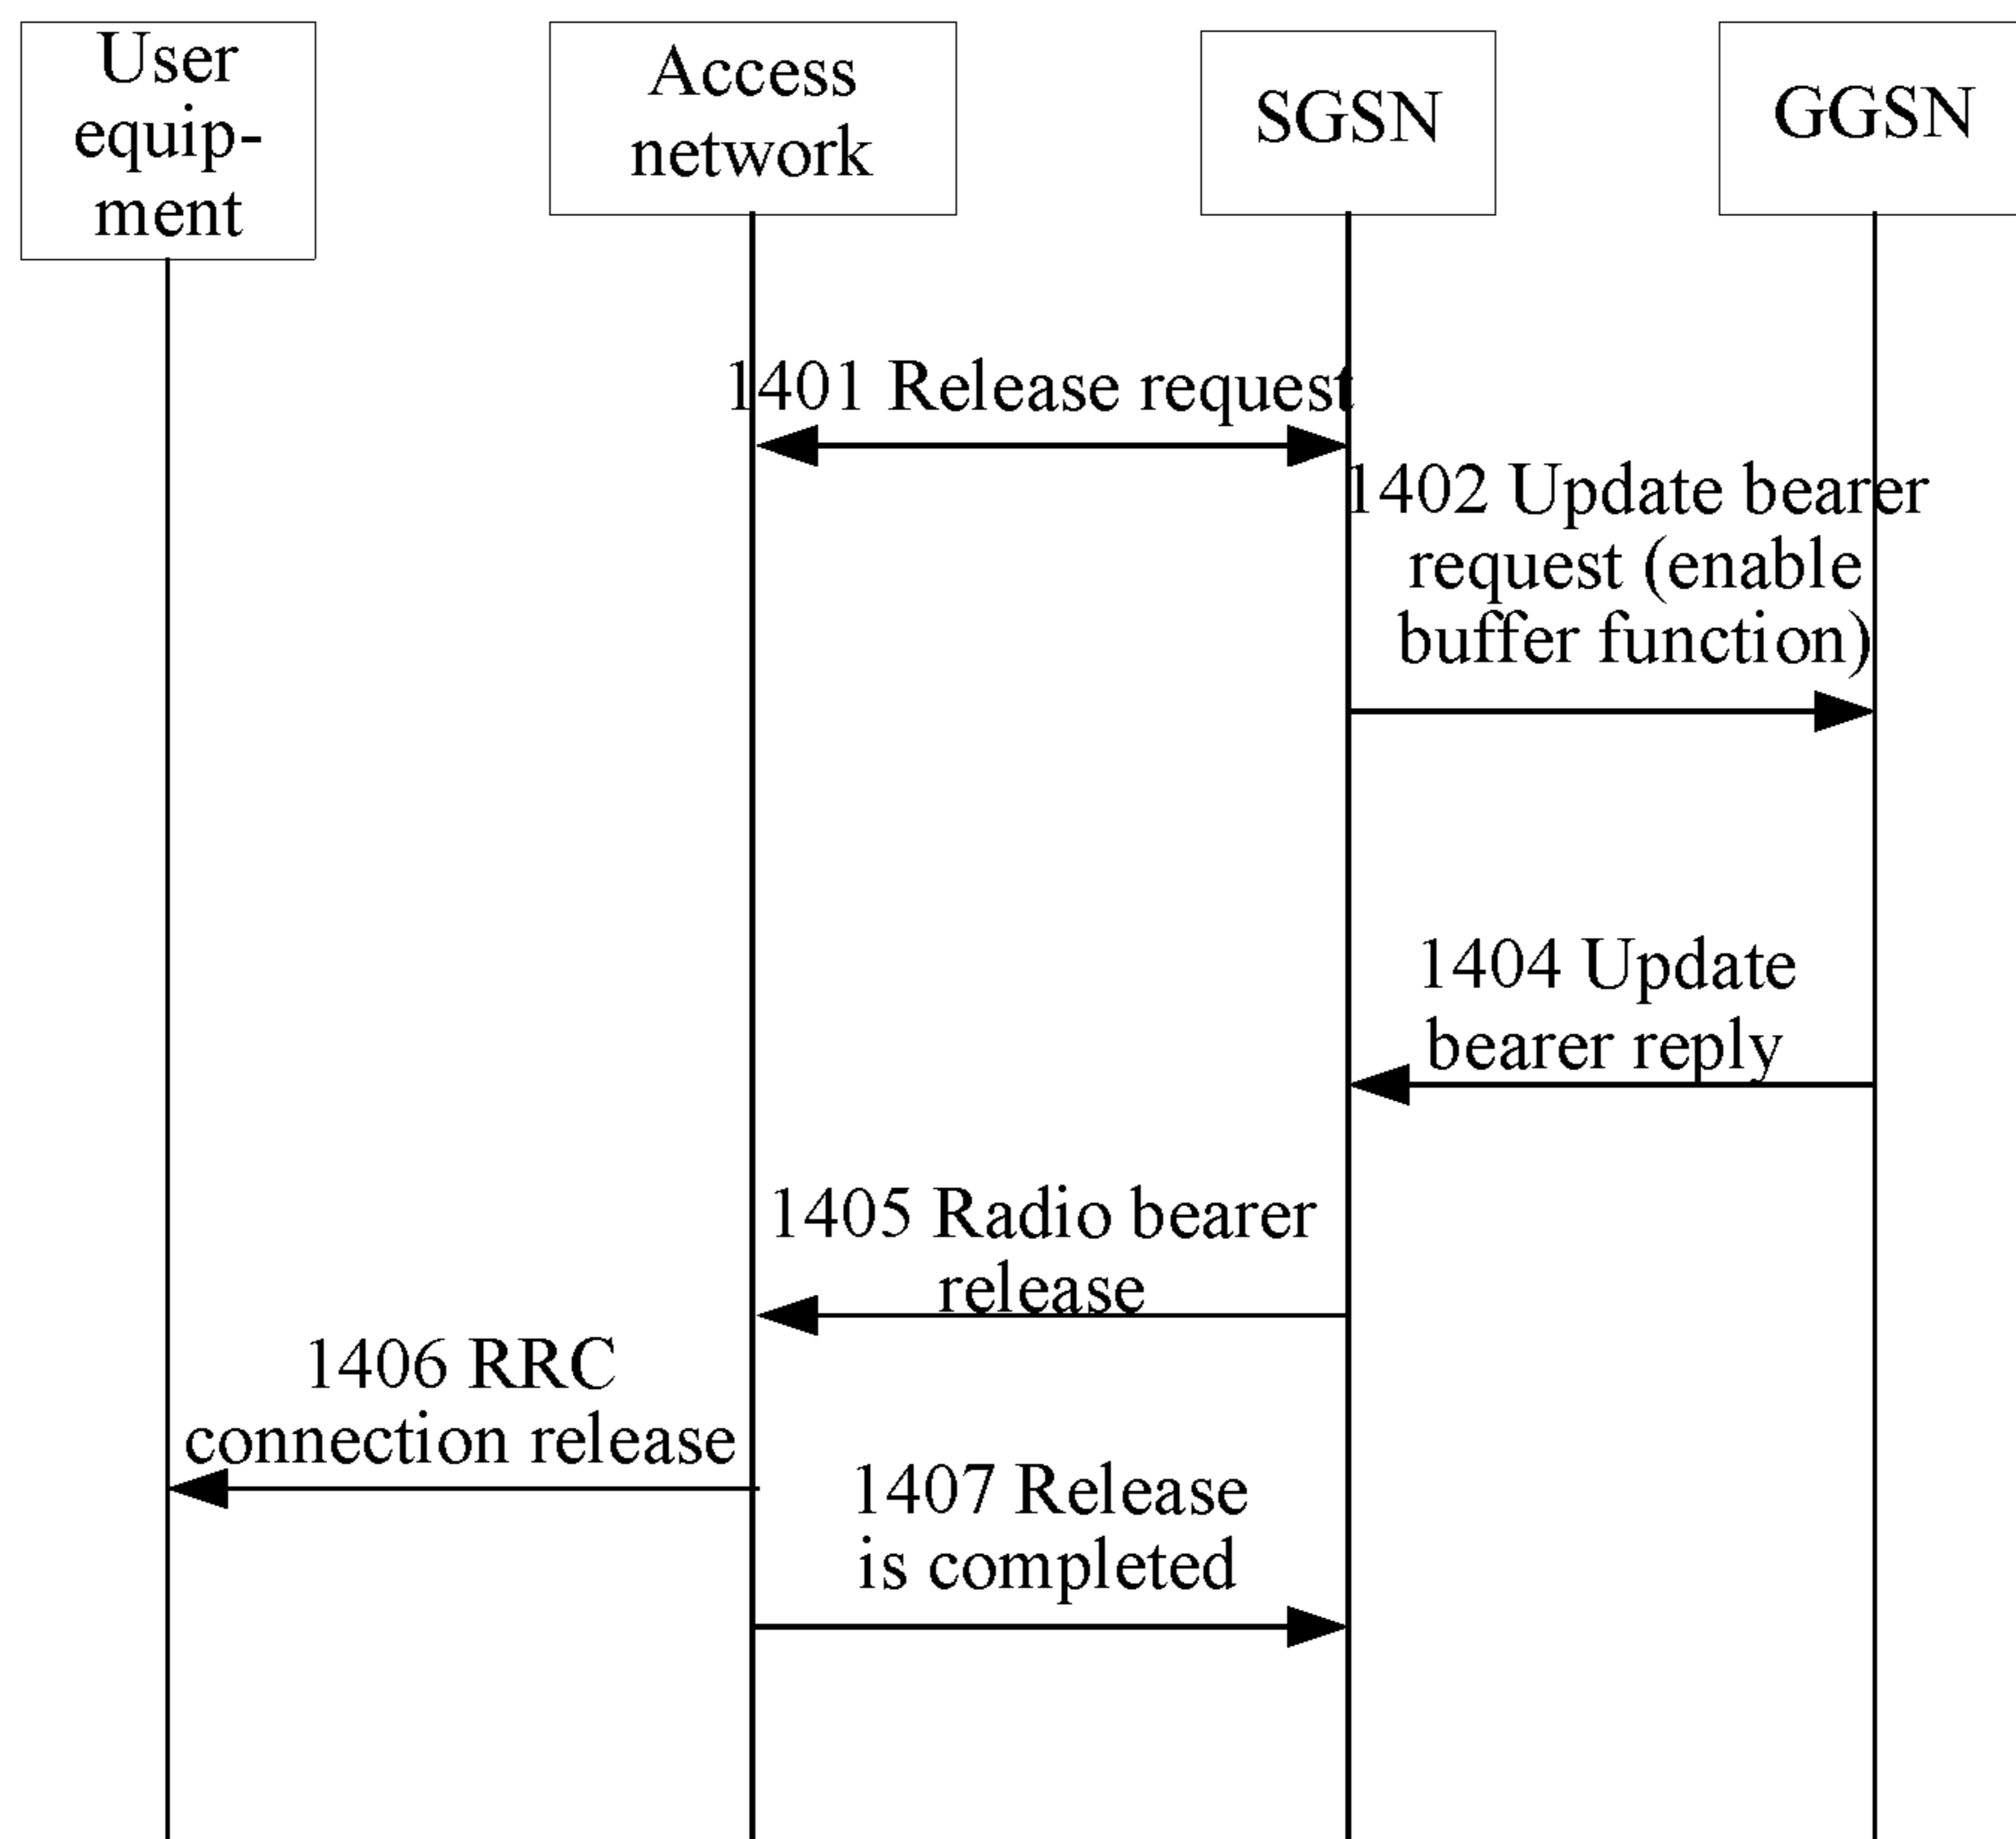 User
equip-
ment
Access
network
SGSN
GGSN
1401 Release request
1402 Update bearer
request (enable
buffer function)
1404 Update
bearer reply
1405 Radio bearer
release
1406 RRC
connection release
1407 Release
is completed